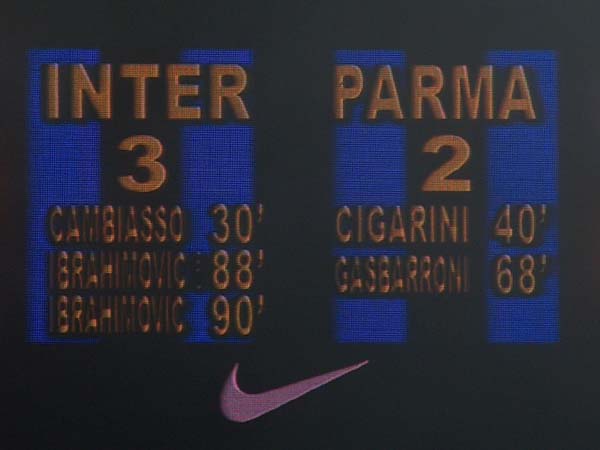 INTER
3
CAMBIASSO 30'
IBRAHIMOVIC : 88'
IBRAHIMOVIC 90'
PARMA
2
CIGARINI 40'
GASBARRONI 68'